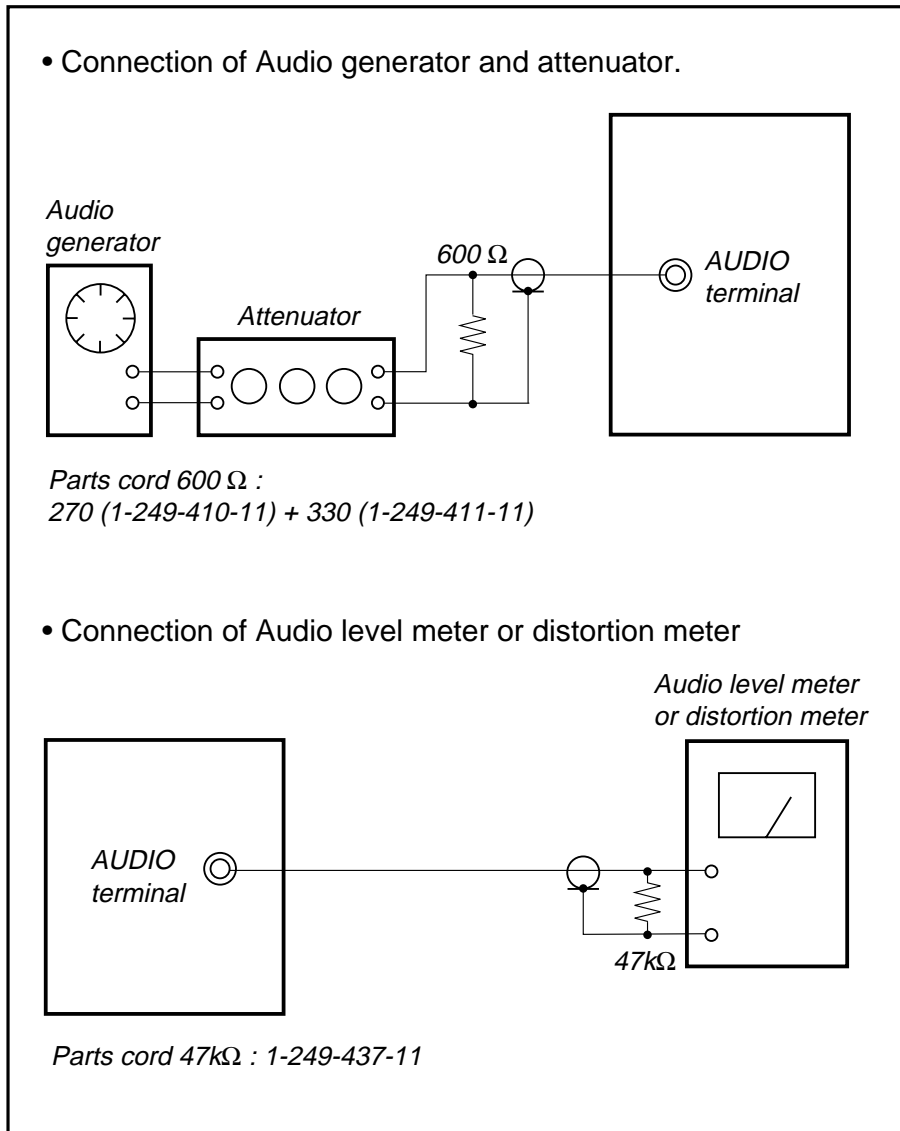 • Connection of Audio generator and attenuator.
Audio
generator
Attenuator
600 Ω
AUDIO
terminal
Parts cord 600 Ω :
270 (1-249-410-11) + 330 (1-249-411-11)
• Connection of Audio level meter or distortion meter
Audio level meter
or distortion meter
AUDIO
terminal
47kΩ
Parts cord 47kΩ : 1-249-437-11